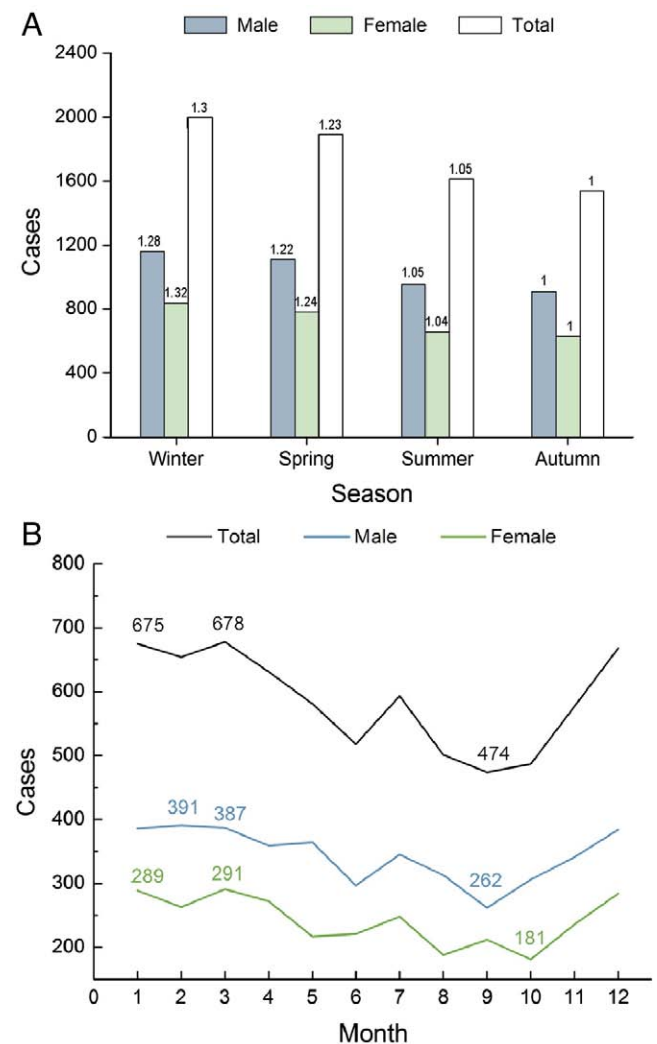 A
Male Female Total
2400
2000
1600
1200
800
400
0
Cases
1.28 1.32 1.3
1.22 1.24 1.23
1.05 1.04 1.05
1 1 1
Winter Spring Summer Autumn
Season
B
Total Male Female
800
700
600
500
400
300
200
Cases
675 678 474
391 387 262
289 291 181
0 1 2 3 4 5 6 7 8 9 10 11 12
Month